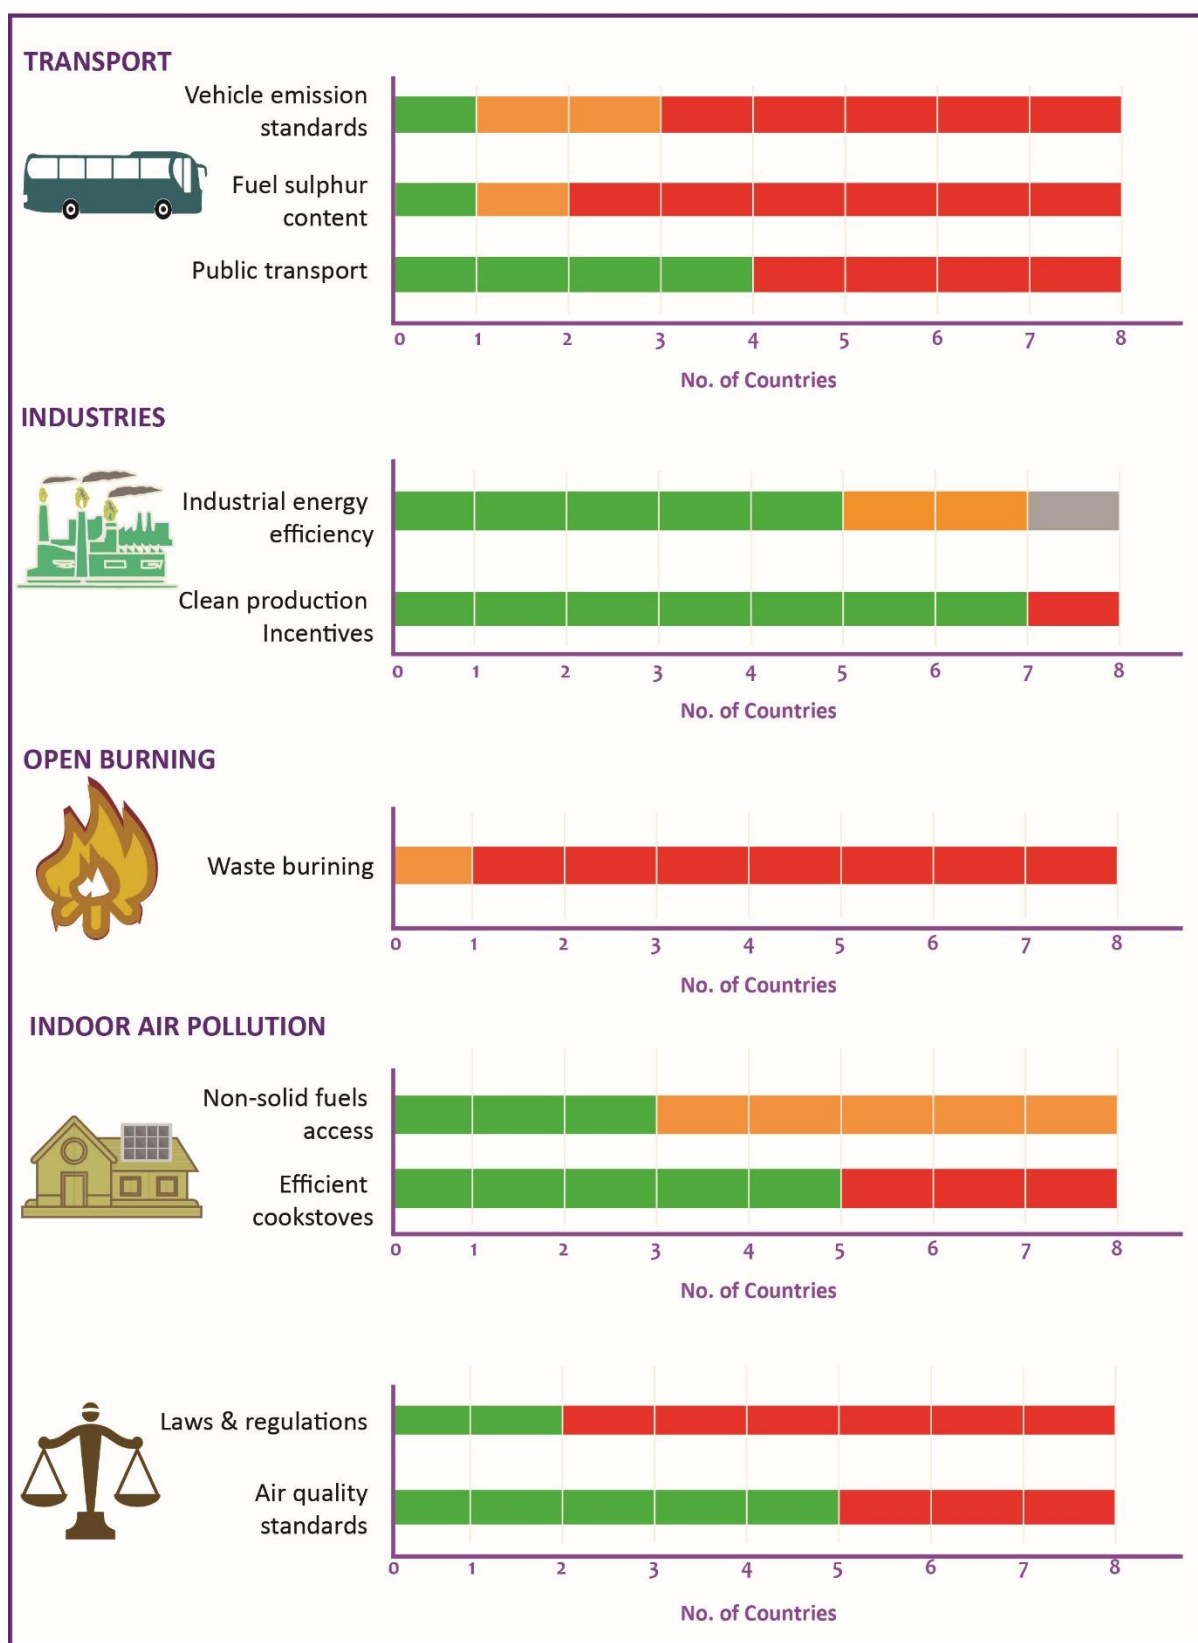 TRANSPORT
Vehicle emission
standards
Fuel sulphur
content
Public transport
0 1 2 3 4 5 6 7 8
No. of Countries
INDUSTRIES
Industrial energy
efficiency
Clean production
Incentives
0 1 2 3 4 5 6 7 8
No. of Countries
OPEN BURNING
Waste burining
0 1 2 3 4 5 6 7 8
No. of Countries
INDOOR AIR POLLUTION
Non-solid fuels
access
Efficient
cookstoves
0 1 2 3 4 5 6 7 8
No. of Countries
Laws & regulations
Air quality
standards
0 1 2 3 4 5 6 7 8
No. of Countries